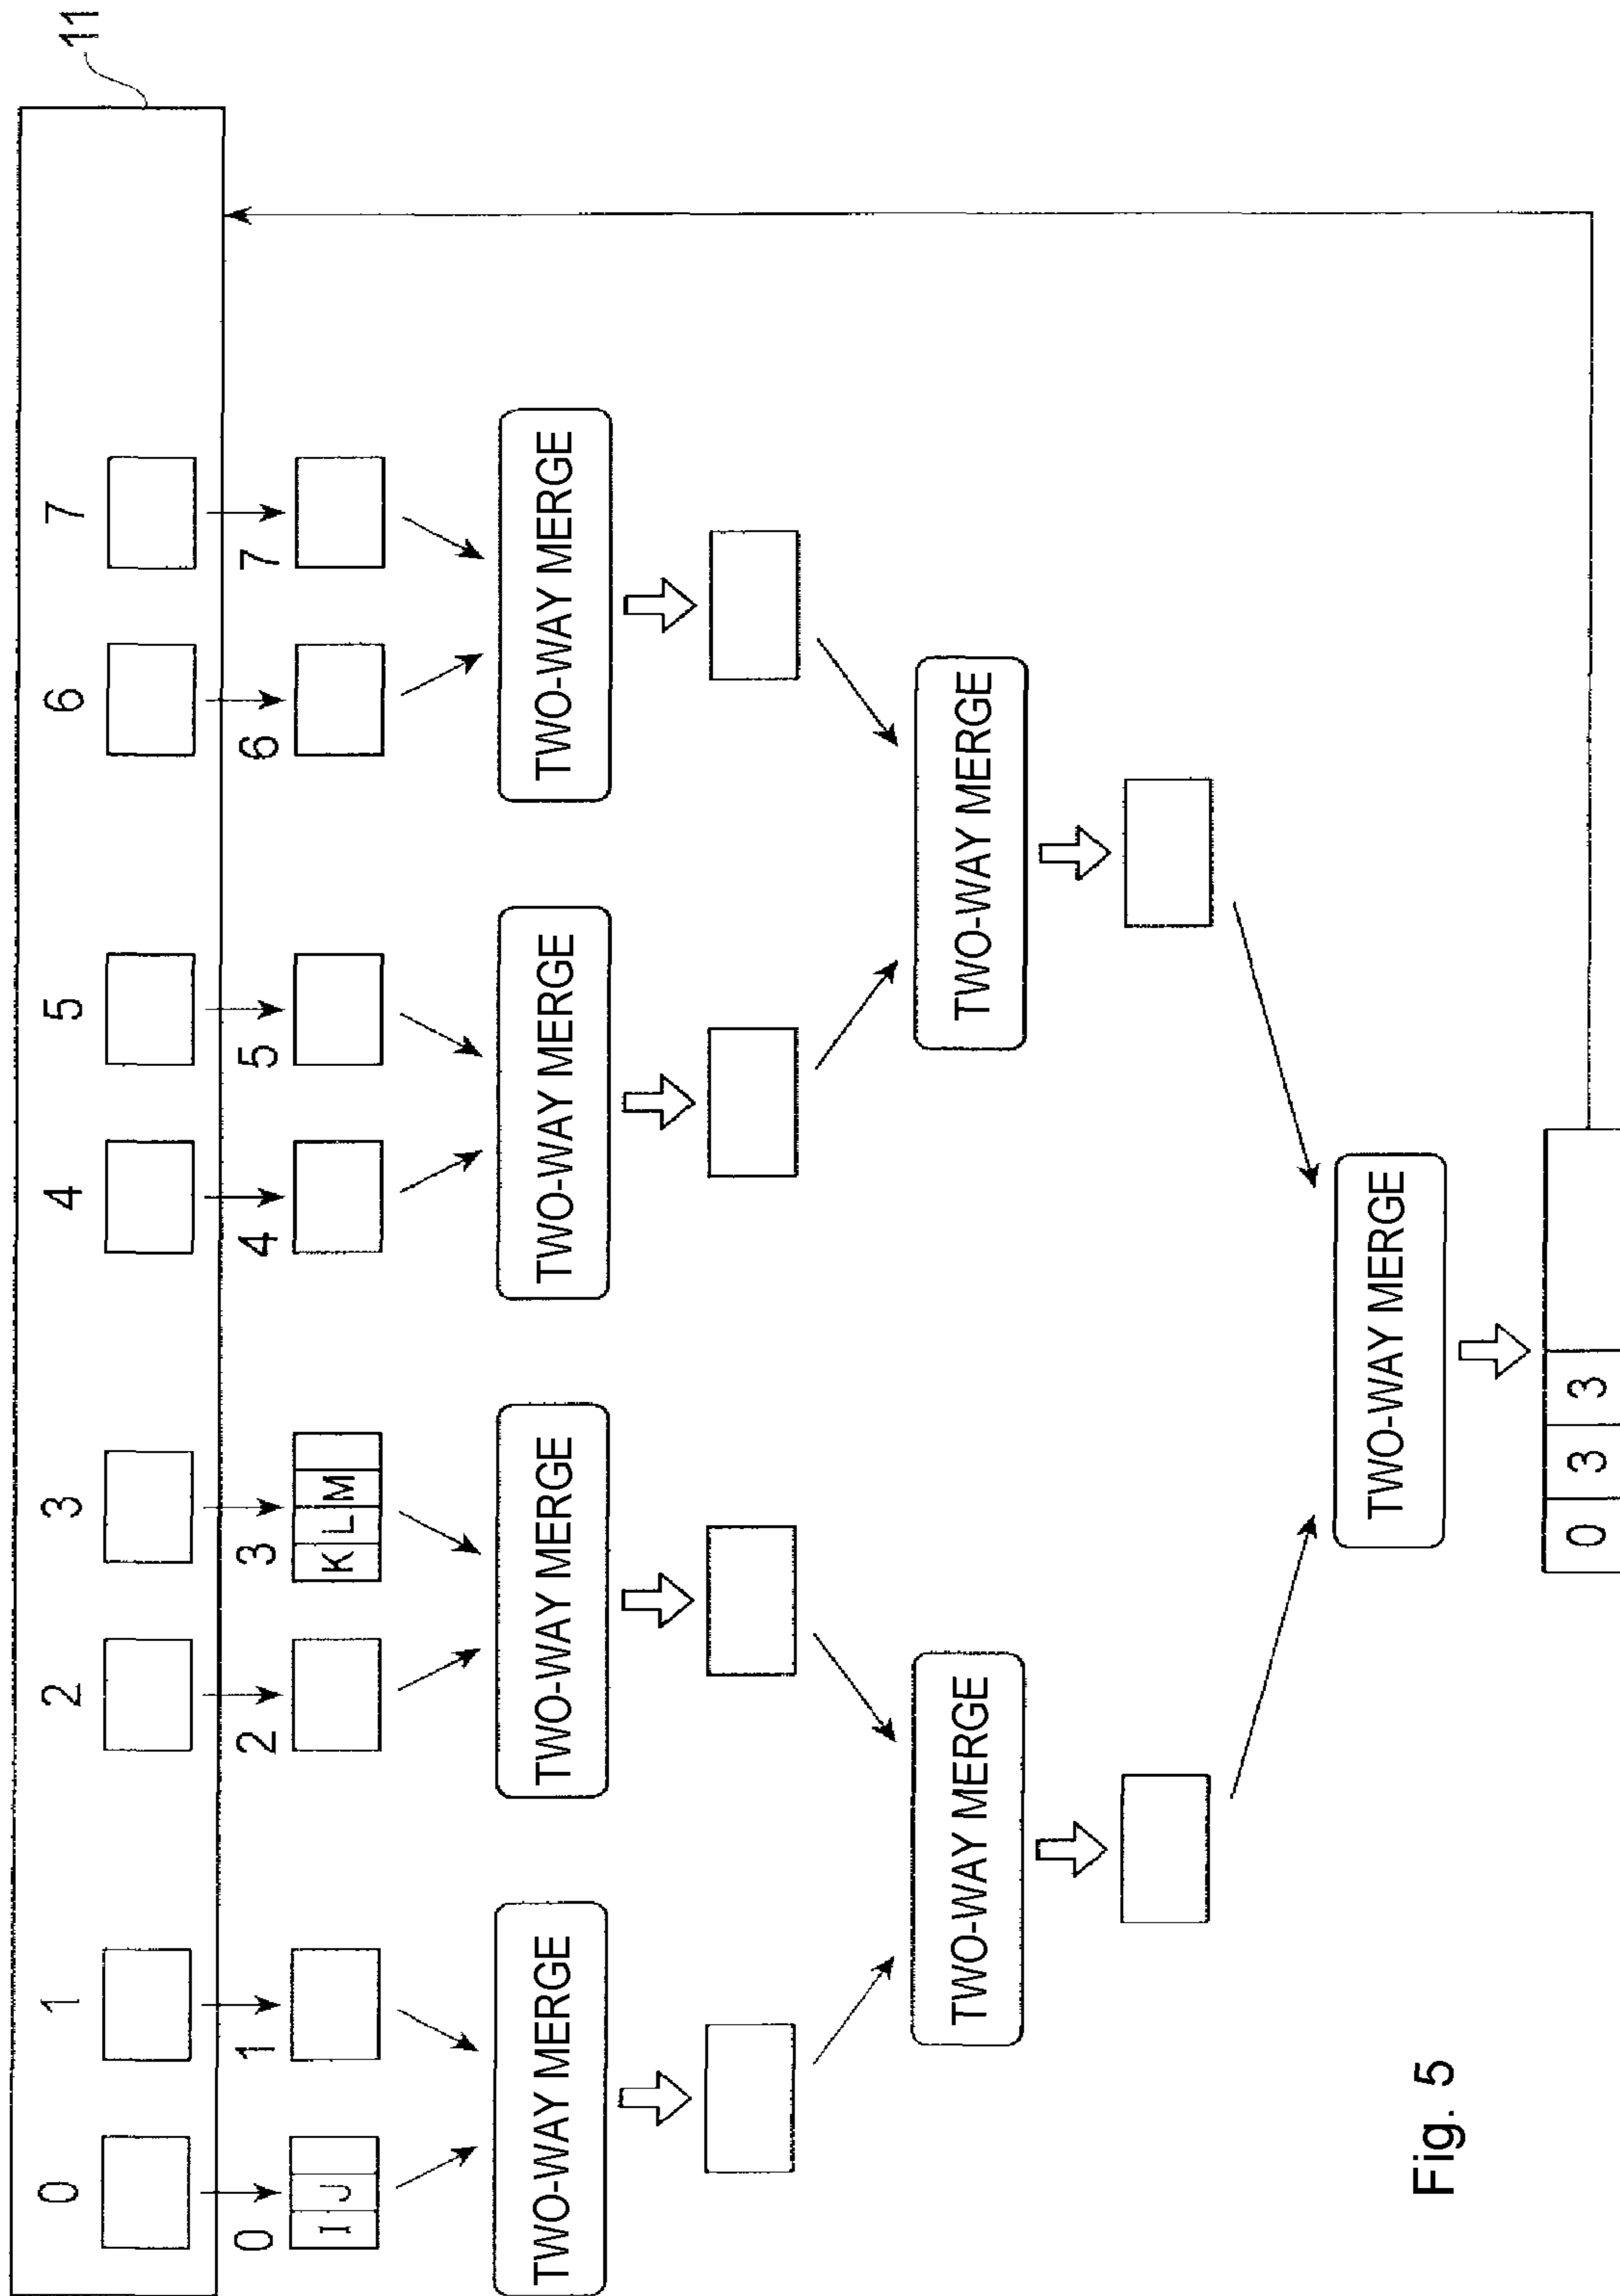 11
0 1 2 3 4 5 6 7
0 1 2 3 4 5 6 7
I J K L M
TWO-WAY MERGE TWO-WAY MERGE TWO-WAY MERGE TWO-WAY MERGE
TWO-WAY MERGE TWO-WAY MERGE
TWO-WAY MERGE
0 3 3
Fig. 5